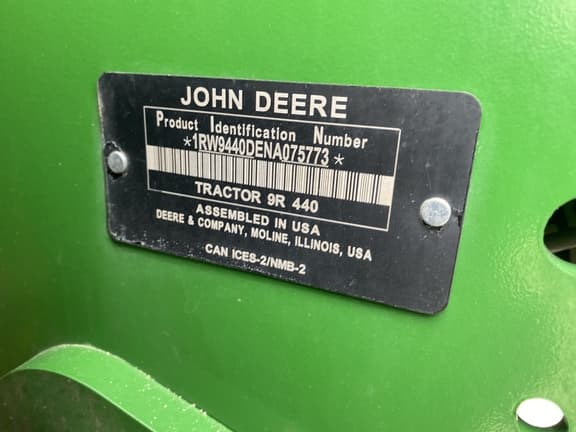 JOHN DEERE
Product Identification Number
*1RW9440DENA075773*
TRACTOR 9R 440
ASSEMBLED IN USA
DEERE & COMPANY, MOLINE, ILLINOIS, USA
CAN ICES-2/NMB-2